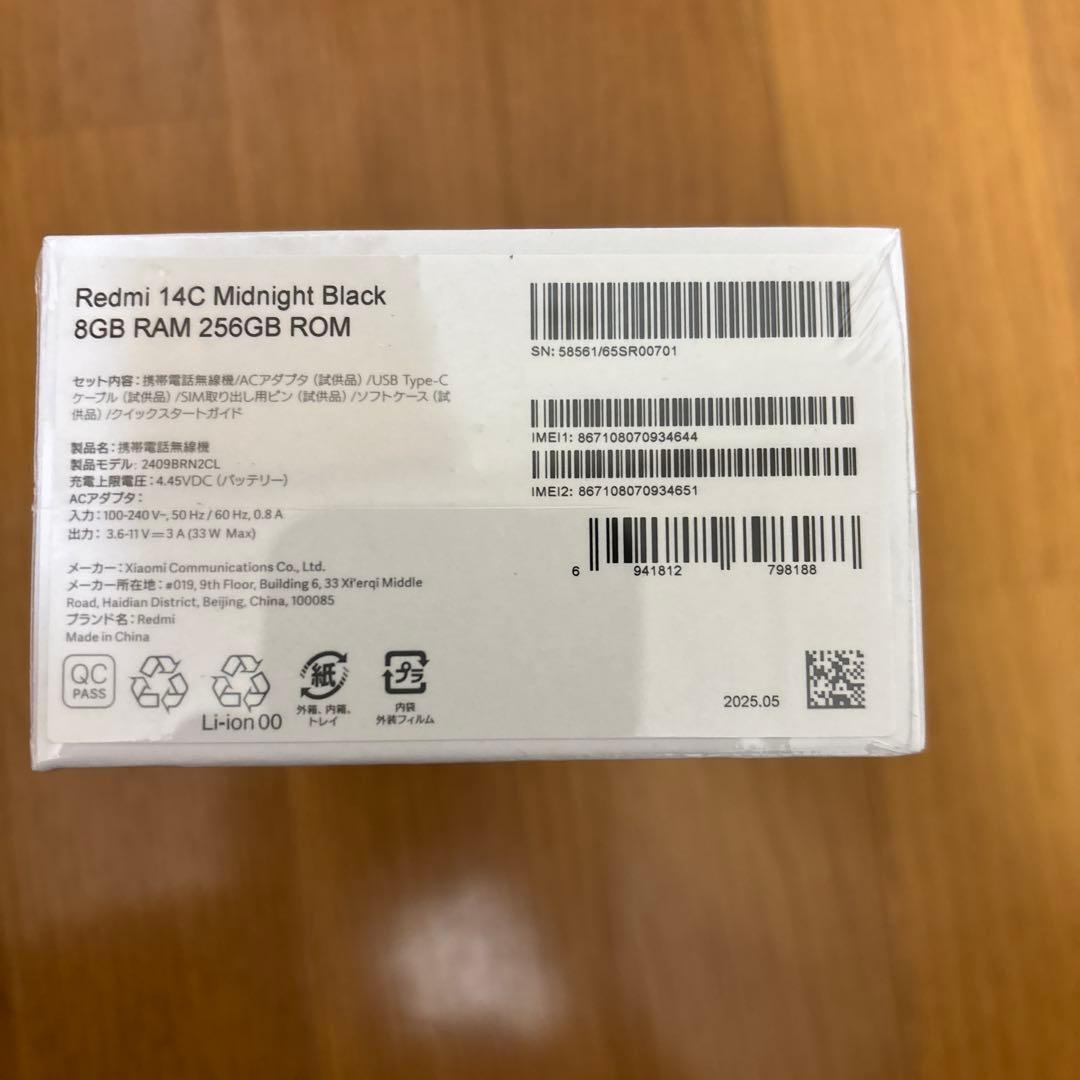 Redmi 14C Midnight Black
8GB RAM 256GB ROM
セット内容：携帯電話無線機/ACアダプタ（試供品）/USB Type-C
ケーブル（試供品）/SIM取り出し用ピン（試供品）/ソフトケース（試
供品）/クイックスタートガイド
製品名：携帯電話無線機
製品モデル: 2409BRN2CL
充電上限電圧：4.45VDC（バッテリー）
ACアダプタ：
入力：100-240 V~, 50 Hz / 60 Hz, 0.8 A
出力： 3.6-11 V⎓3 A (33 W Max)
メーカー：Xiaomi Communications Co., Ltd.
メーカー所在地：#019, 9th Floor, Building 6, 33 Xi'erqi Middle
Road, Haidian District, Beijing, China, 100085
ブランド名：Redmi
Made in China
QC
PASS
Li-ion 00
紙
外箱、内箱、
トレイ
プラ
内袋
外装フィルム
SN: 58561/65SR00701
IMEI1: 867108070934644
IMEI2: 867108070934651
6 941812 798188
2025.05